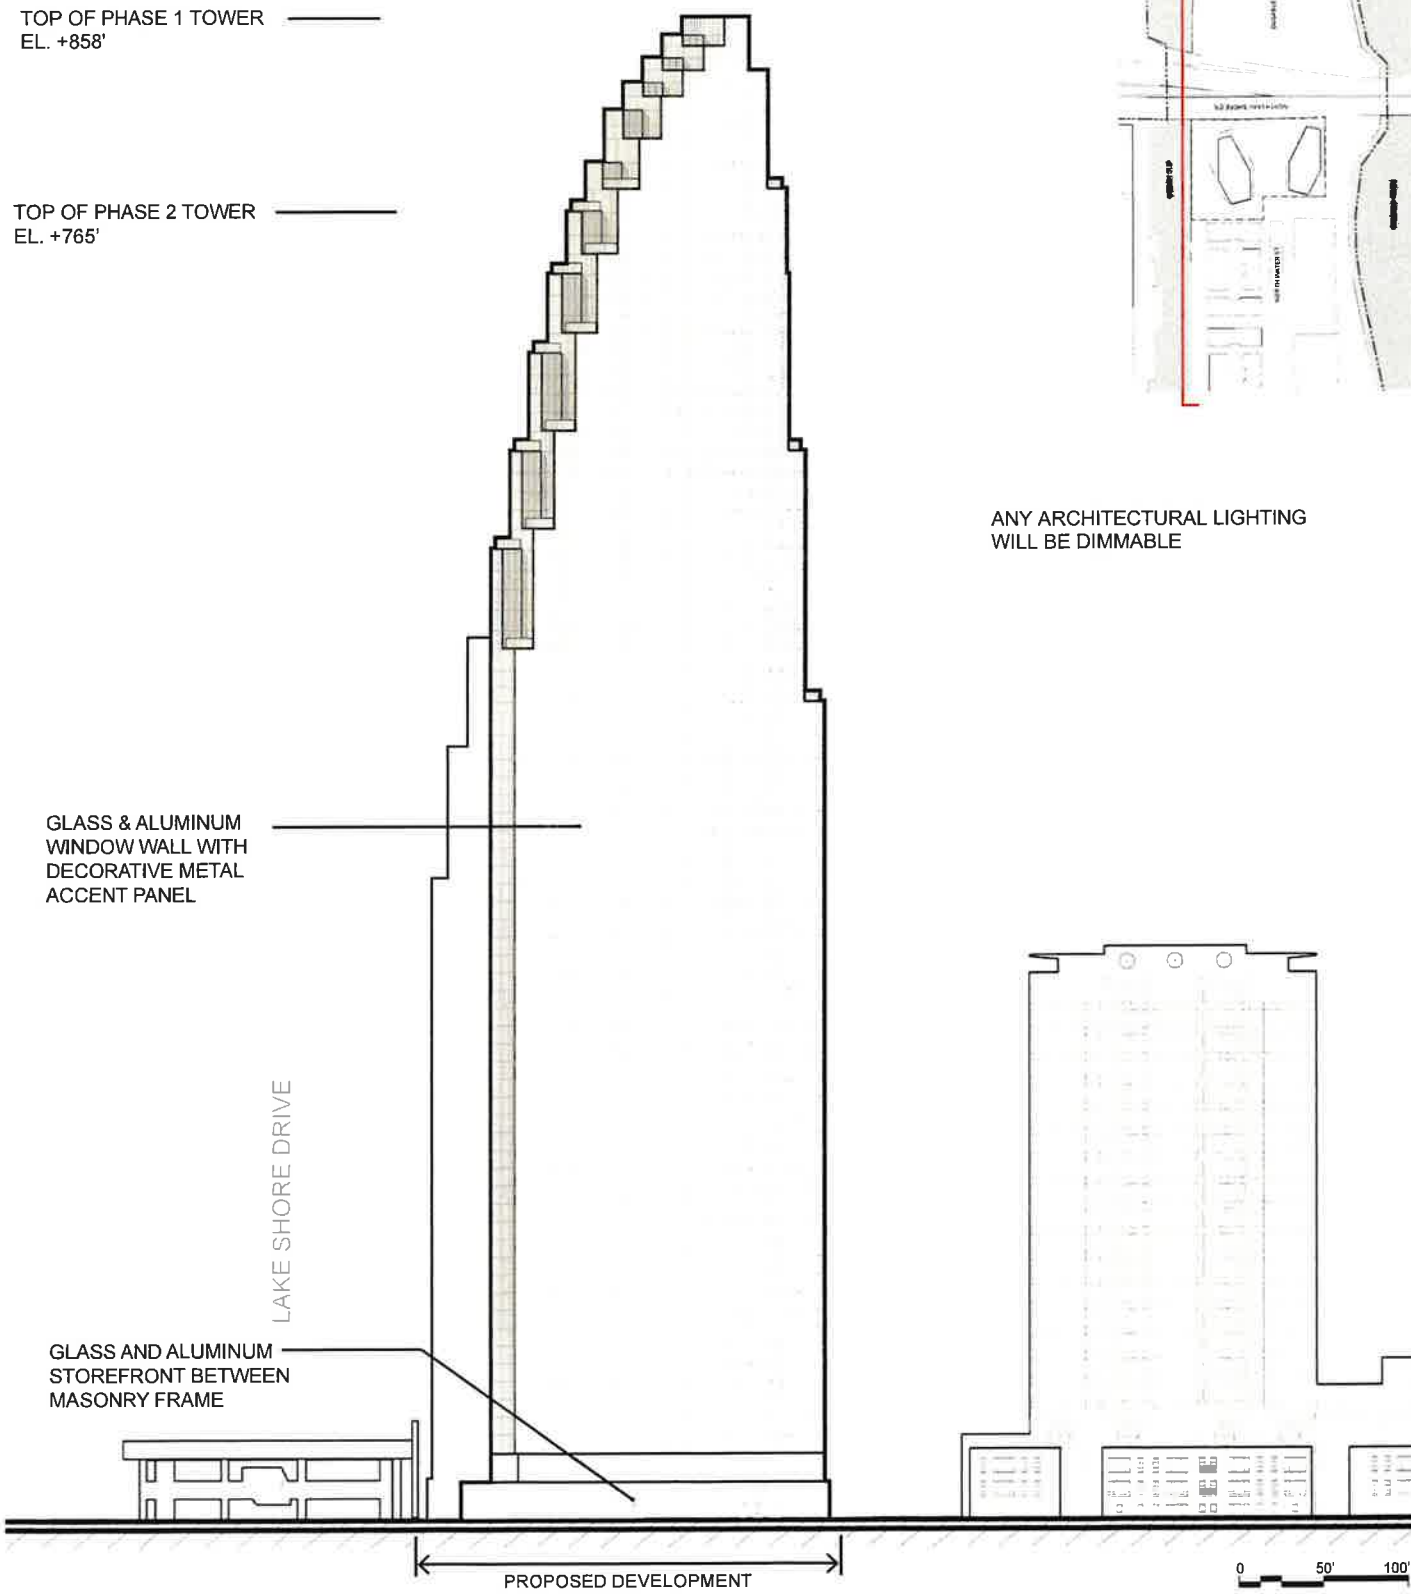 TOP OF PHASE 1 TOWER
EL. +858'
TOP OF PHASE 2 TOWER
EL. +765'
ANY ARCHITECTURAL LIGHTING
WILL BE DIMMABLE
GLASS & ALUMINUM
WINDOW WALL WITH
DECORATIVE METAL
ACCENT PANEL
LAKE SHORE DRIVE
GLASS AND ALUMINUM
STOREFRONT BETWEEN
MASONRY FRAME
PROPOSED DEVELOPMENT
0 50' 100'